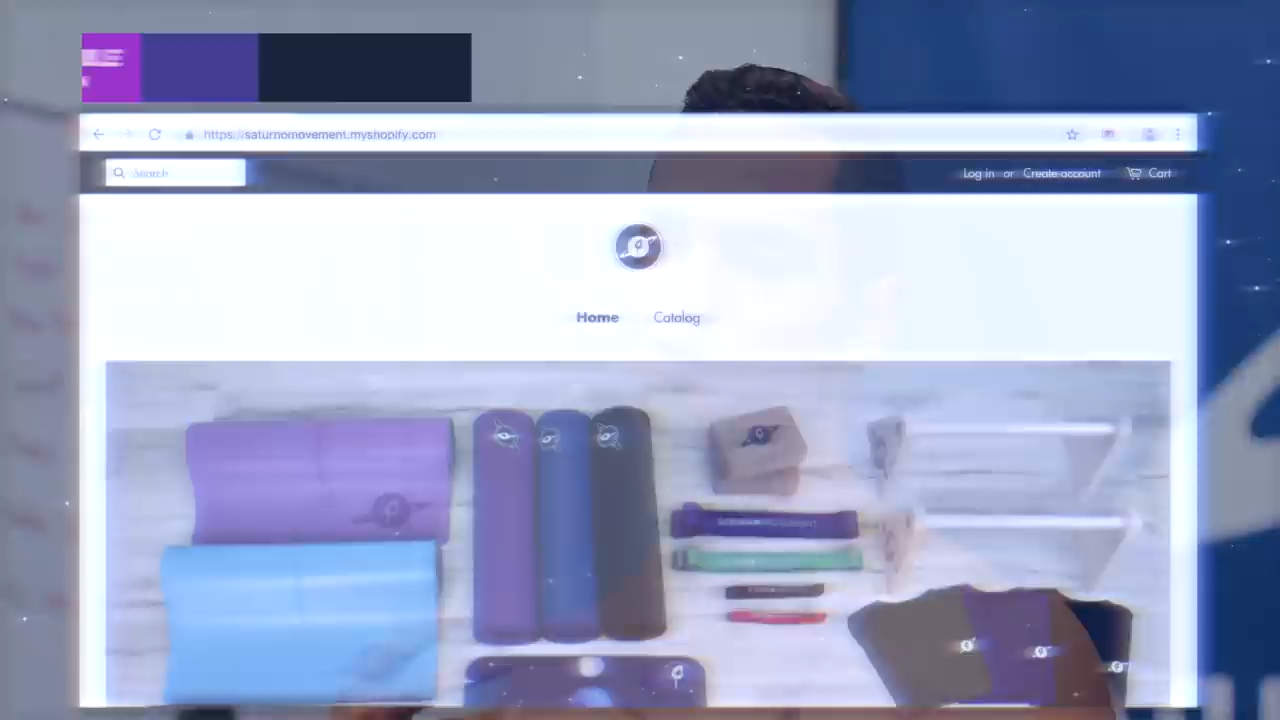 https://saturnomovement.myshopify.com
Search
Log in or Create account Cart
Home Catalog